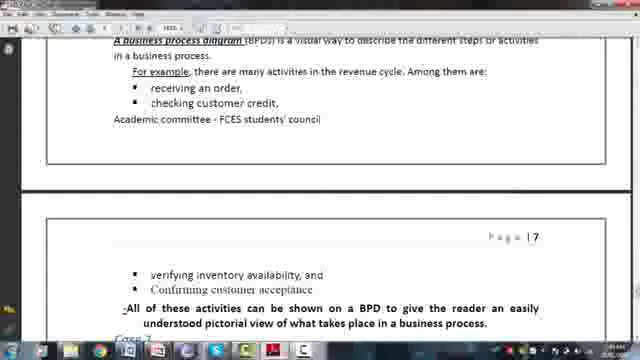 A business process diagram (BPDs) is a visual way to describe the different steps or activities
in a business process.
For example, there are many activities in the revenue cycle. Among them are:
▪ receiving an order,
▪ checking customer credit,
Academic committee - FCES students' council
Page | 7
▪ verifying inventory availability, and
▪ Confirming customer acceptance
-All of these activities can be shown on a BPD to give the reader an easily
understood pictorial view of what takes place in a business process.